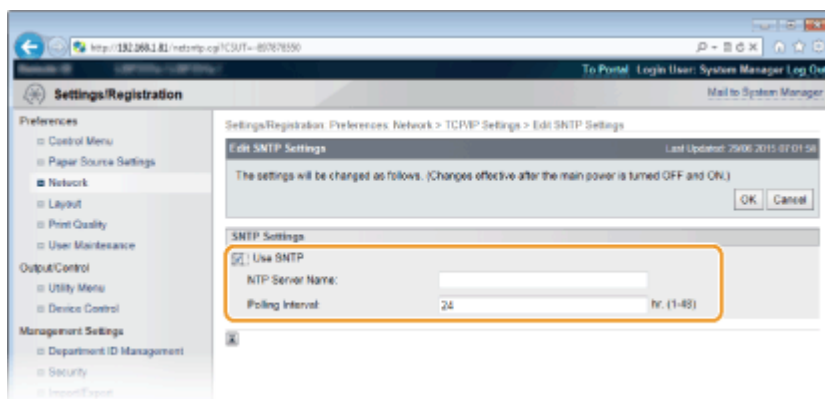 http://192.168.1.81/netsntp.cgi?CSUT=-897878550
To Portal Login User: System Manager Log Out
Settings/Registration
Mail to System Manager
Preferences
Control Menu
Paper Source Settings
Network
Layout
Print Quality
User Maintenance
Output/Control
Utility Menu
Device Control
Management Settings
Department ID Management
Security
Import/Export
Settings/Registration: Preferences: Network > TCP/IP Settings > Edit SNTP Settings
Edit SNTP Settings
Last Updated: 29/06 2015 07:01:58
The settings will be changed as follows. (Changes effective after the main power is turned OFF and ON.)
OK Cancel
SNTP Settings
Use SNTP
NTP Server Name:
Polling Interval: 24 hr. (1-48)